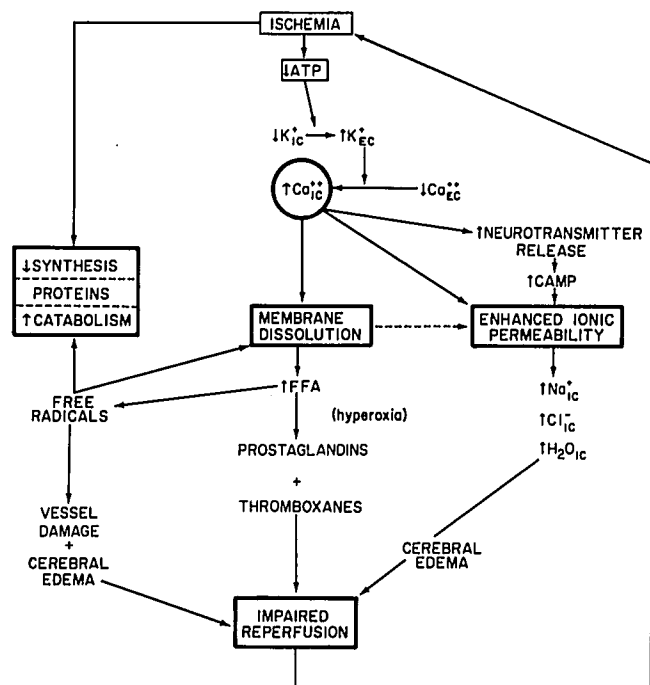 ISCHEMIA
↓ATP
↓K⁺IC → ↑K⁺EC
↑Ca⁺⁺IC
↓Ca⁺⁺EC
↑NEUROTRANSMITTER
RELEASE
↑CAMP
↓SYNTHESIS
PROTEINS
↑CATABOLISM
MEMBRANE
DISSOLUTION
ENHANCED IONIC
PERMEABILITY
FREE
RADICALS
↑FFA
(hyperoxia)
↑Na⁺IC
↑Cl⁻IC
↑H₂OIC
PROSTAGLANDINS
+
THROMBOXANES
VESSEL
DAMAGE
+
CEREBRAL
EDEMA
CEREBRAL
EDEMA
IMPAIRED
REPERFUSION